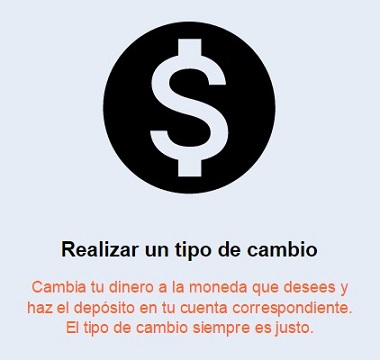 $
Realizar un tipo de cambio
Cambia tu dinero a la moneda que desees y
haz el depósito en tu cuenta correspondiente.
El tipo de cambio siempre es justo.